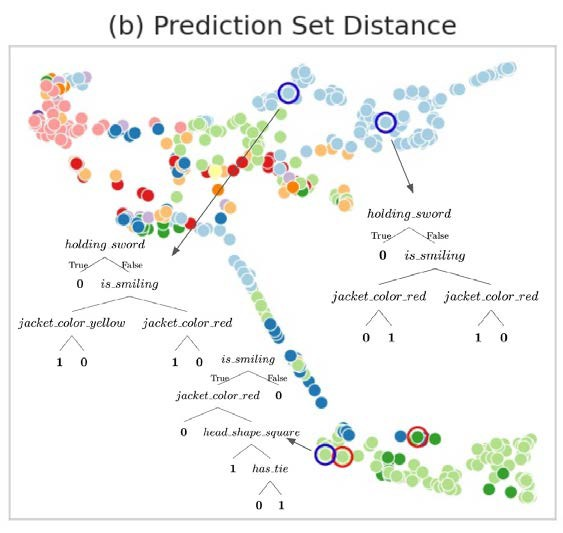 (b) Prediction Set Distance
holding_sword
True False
0 is_smiling
jacket_color_red jacket_color_red
0 1 1 0
holding_sword
True False
0 is_smiling
jacket_color_yellow jacket_color_red
1 0 1 0
is_smiling
True False
jacket_color_red 0
0 head_shape_square
1 has_tie
0 1